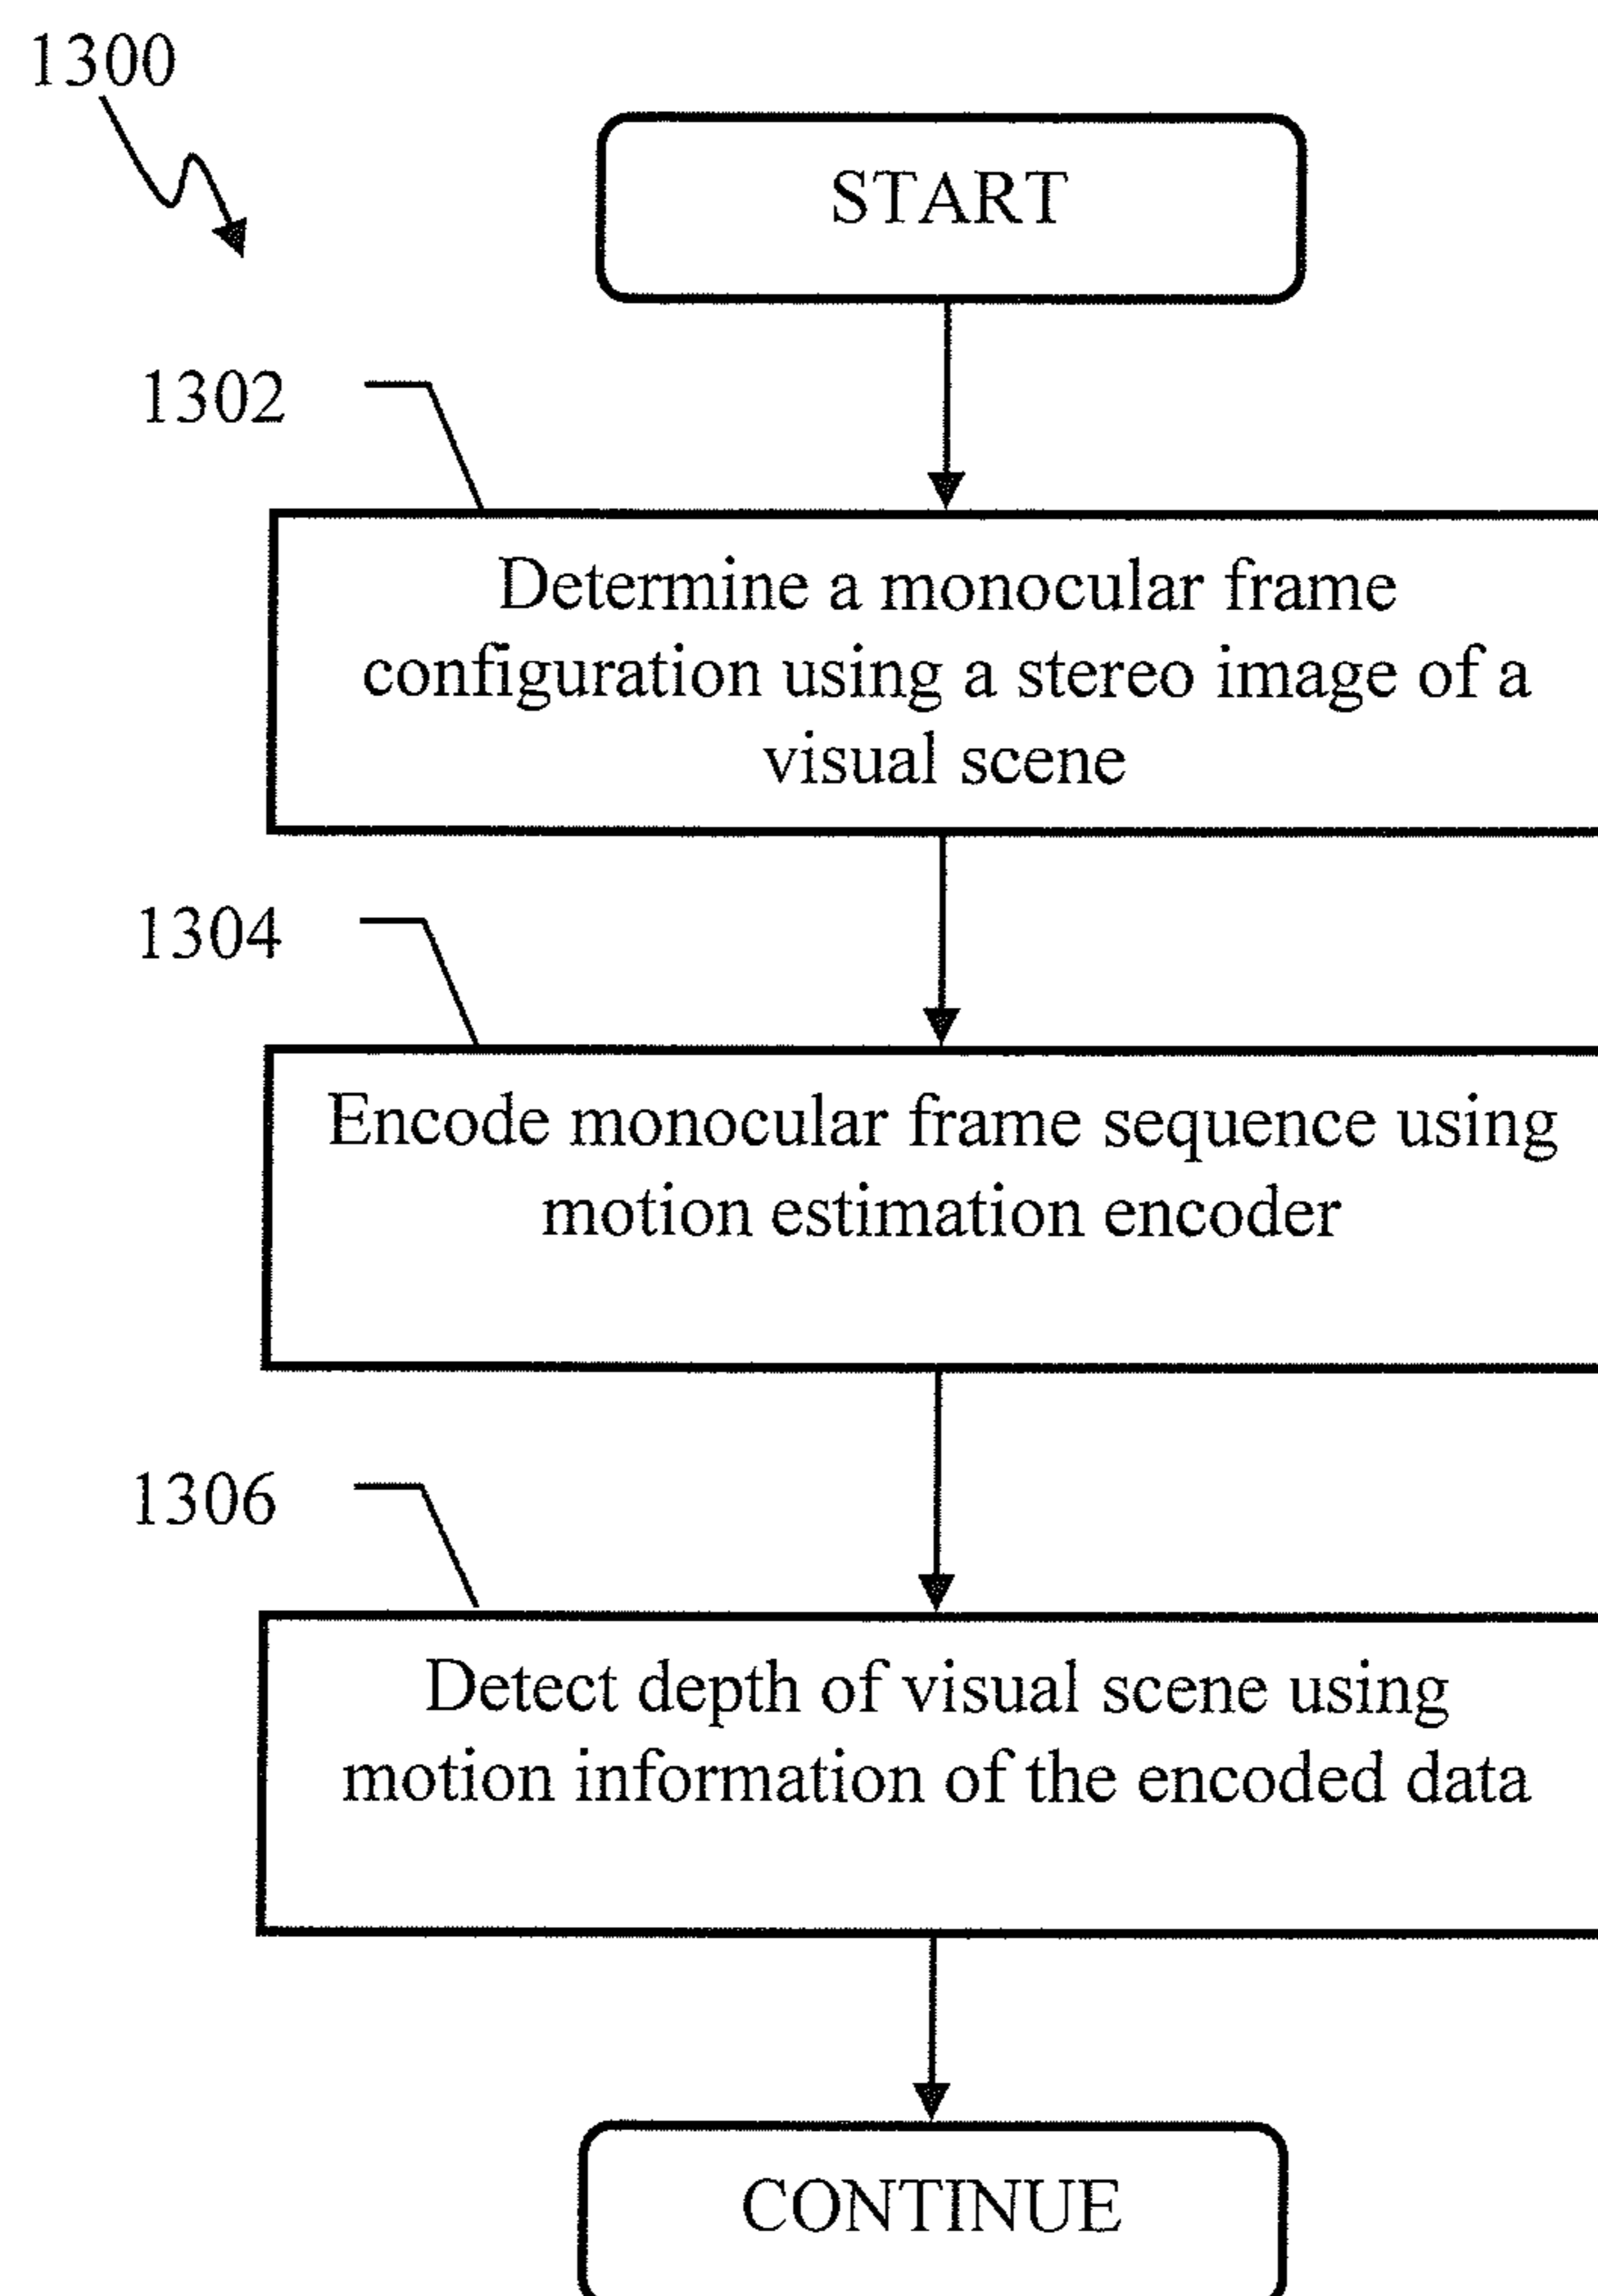 1300
START
1302
Determine a monocular frame
configuration using a stereo image of a
visual scene
1304
Encode monocular frame sequence using
motion estimation encoder
1306
Detect depth of visual scene using
motion information of the encoded data
CONTINUE